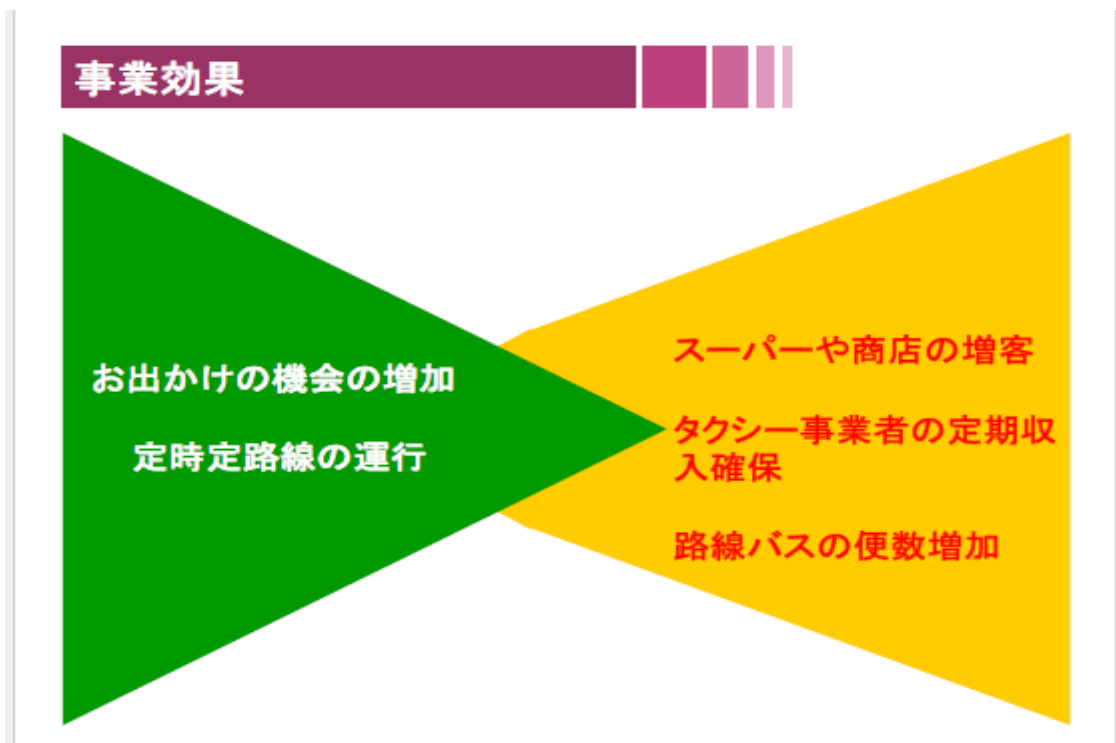 事業効果
お出かけの機会の増加
定時定路線の運行
スーパーや商店の増客
タクシー事業者の定期収
入確保
路線バスの便数増加